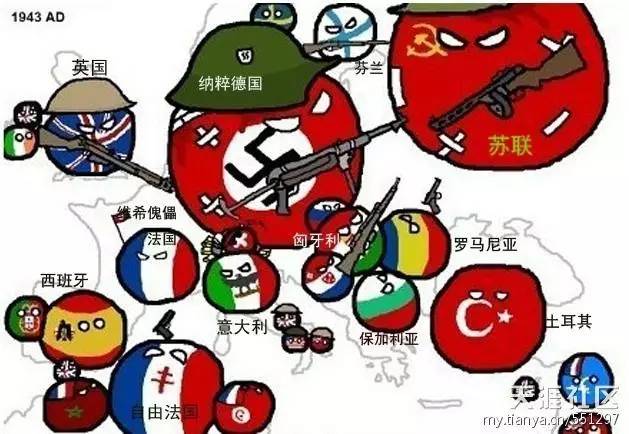 1943 AD
英国
纳粹德国
芬兰
苏联
维希傀儡
法国
匈牙利
罗马尼亚
西班牙
意大利
保加利亚
土耳其
自由法国
天涯社区
my.tianya.cn/551297